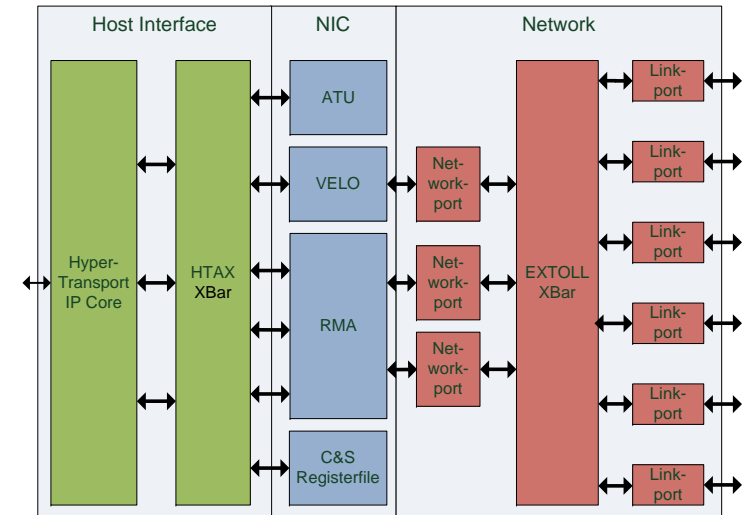 Host Interface
NIC
Network
Hyper-
Transport
IP Core
HTAX
XBar
ATU
VELO
RMA
C&S
Registerfile
Net-
work-
port
Net-
work-
port
Net-
work-
port
EXTOLL
XBar
Link-
port
Link-
port
Link-
port
Link-
port
Link-
port
Link-
port